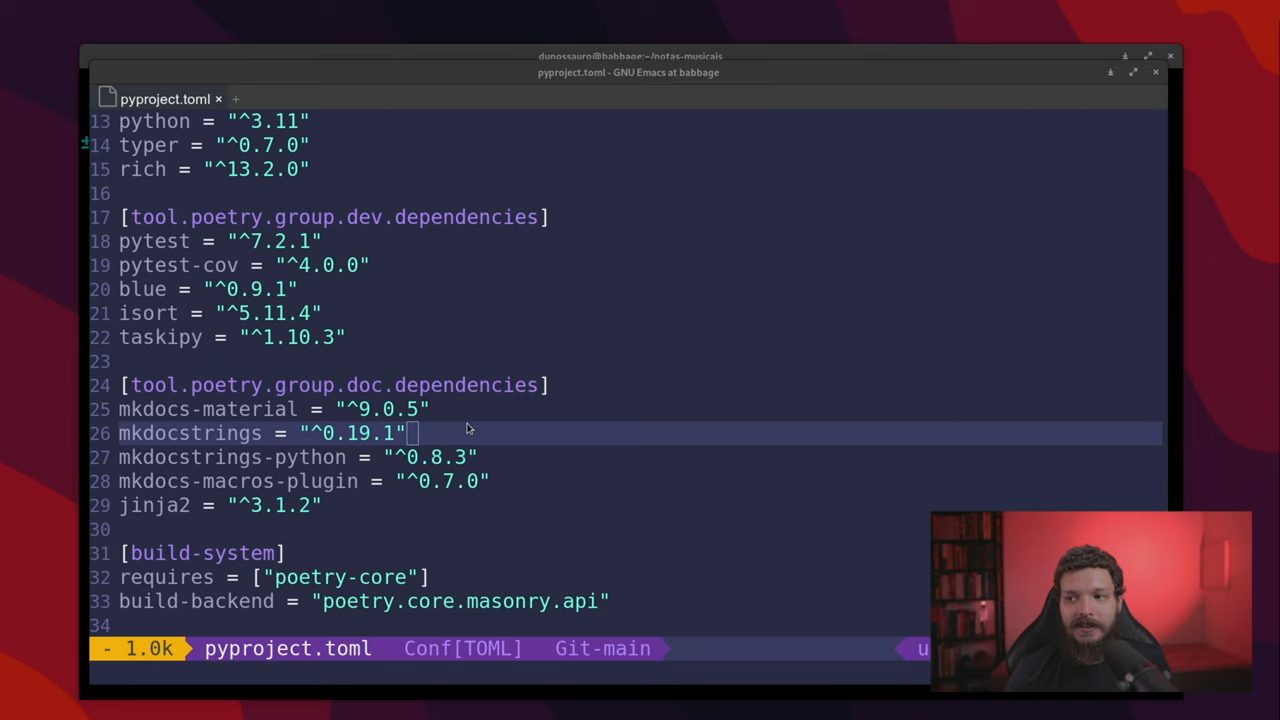 dunossauro@babbage:~/notas-musicais
pyproject.toml - GNU Emacs at babbage
pyproject.toml × +
13 python = "^3.11"
14 typer = "^0.7.0"
15 rich = "^13.2.0"
16
17 [tool.poetry.group.dev.dependencies]
18 pytest = "^7.2.1"
19 pytest-cov = "^4.0.0"
20 blue = "^0.9.1"
21 isort = "^5.11.4"
22 taskipy = "^1.10.3"
23
24 [tool.poetry.group.doc.dependencies]
25 mkdocs-material = "^9.0.5"
26 mkdocstrings = "^0.19.1"
27 mkdocstrings-python = "^0.8.3"
28 mkdocs-macros-plugin = "^0.7.0"
29 jinja2 = "^3.1.2"
30
31 [build-system]
32 requires = ["poetry-core"]
33 build-backend = "poetry.core.masonry.api"
34
- 1.0k pyproject.toml Conf[TOML] Git-main u